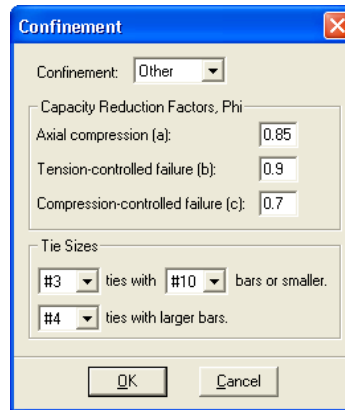 Confinement
Confinement: Other
Capacity Reduction Factors, Phi
Axial compression (a): 0.85
Tension-controlled failure (b): 0.9
Compression-controlled failure (c): 0.7
Tie Sizes
#3 ties with #10 bars or smaller.
#4 ties with larger bars.
OK Cancel